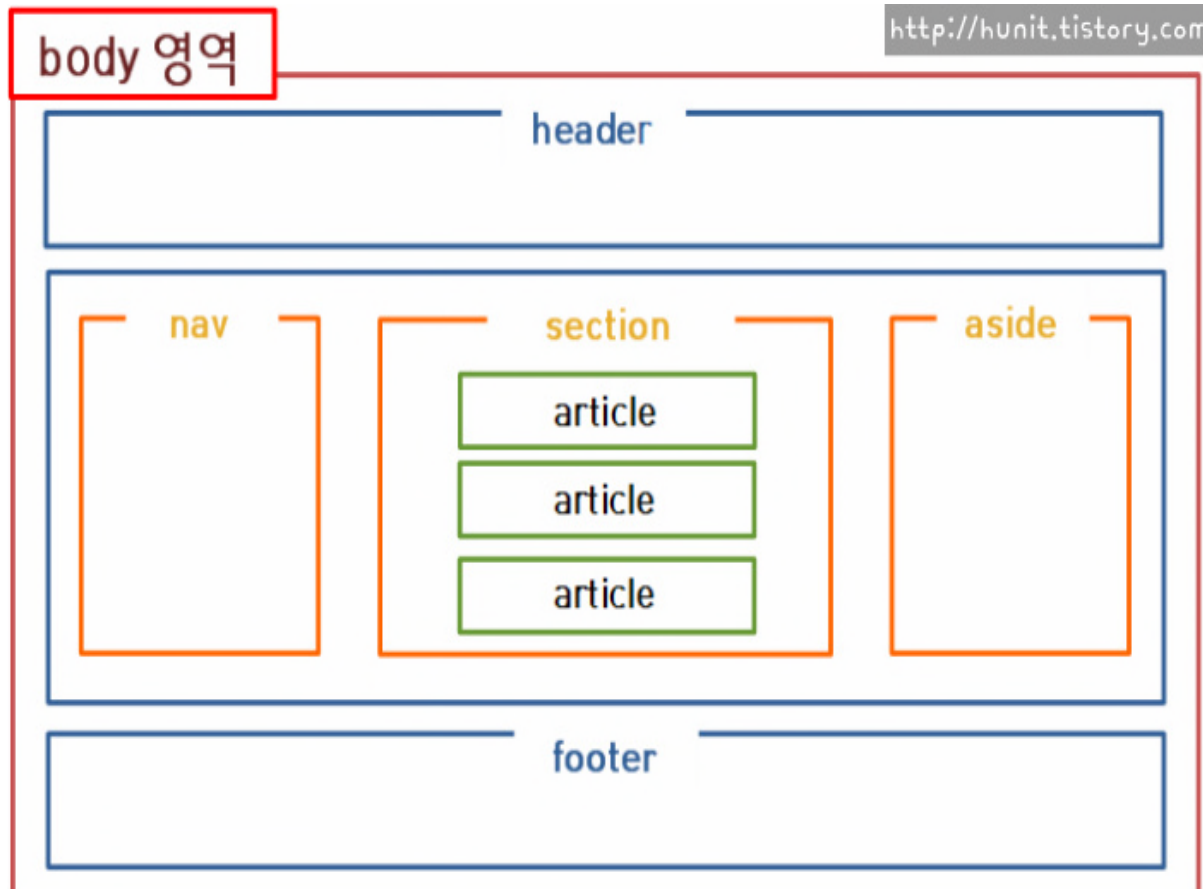 http://hunit.tistory.com
body 영역
header
nav
section
aside
article
article
article
footer